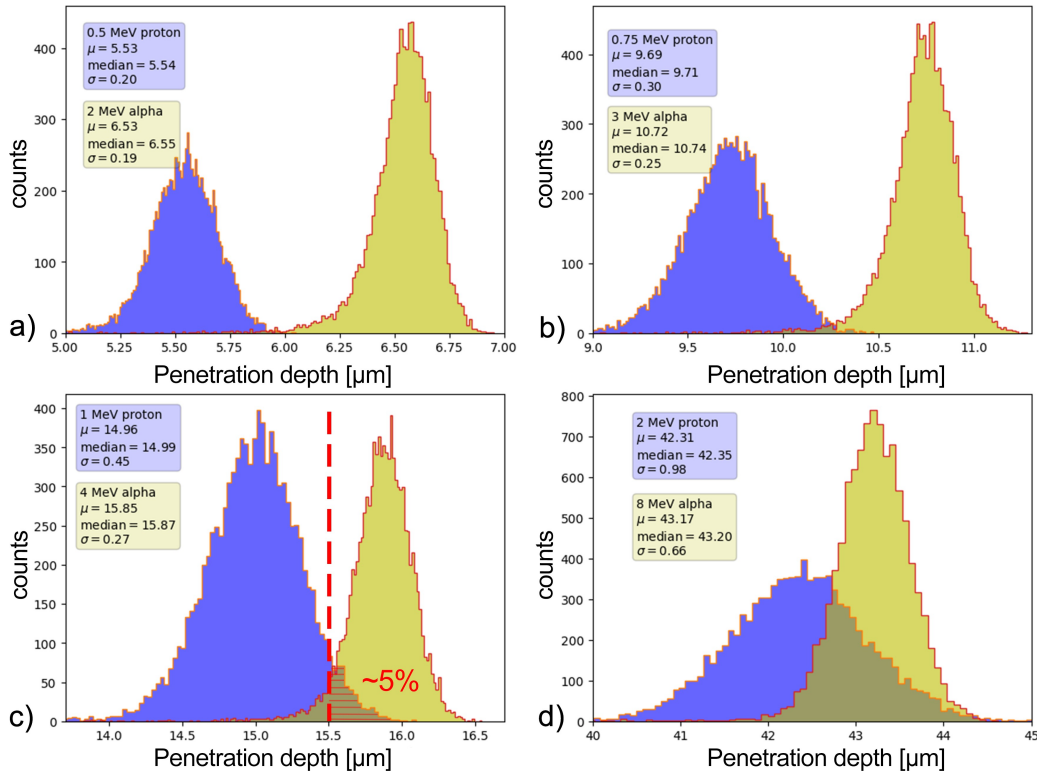 0.5 MeV proton
μ = 5.53
median = 5.54
σ = 0.20
2 MeV alpha
μ = 6.53
median = 6.55
σ = 0.19
counts
400
300
200
100
0
a)
5.00 5.25 5.50 5.75 6.00 6.25 6.50 6.75 7.00
Penetration depth [µm]
0.75 MeV proton
μ = 9.69
median = 9.71
σ = 0.30
3 MeV alpha
μ = 10.72
median = 10.74
σ = 0.25
counts
400
300
200
100
0
b)
9.0 9.5 10.0 10.5 11.0
Penetration depth [µm]
1 MeV proton
μ = 14.96
median = 14.99
σ = 0.45
4 MeV alpha
μ = 15.85
median = 15.87
σ = 0.27
~5%
counts
400
350
300
250
200
150
100
50
0
c)
14.0 14.5 15.0 15.5 16.0 16.5
Penetration depth [µm]
2 MeV proton
μ = 42.31
median = 42.35
σ = 0.98
8 MeV alpha
μ = 43.17
median = 43.20
σ = 0.66
counts
800
700
600
500
400
300
200
100
0
d)
40 41 42 43 44 45
Penetration depth [µm]